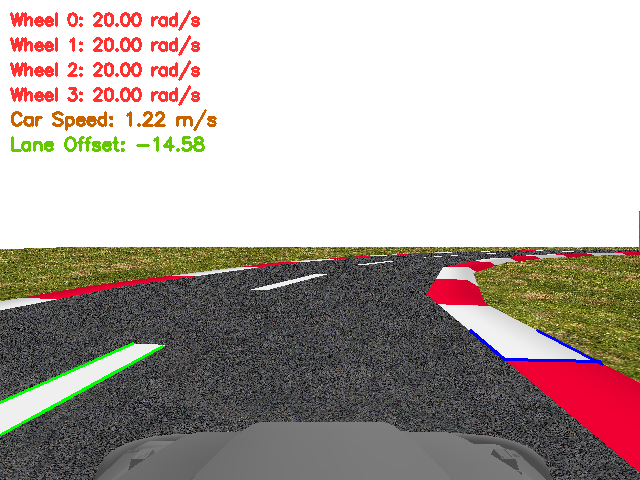 Wheel 0: 20.00 rad/s
Wheel 1: 20.00 rad/s
Wheel 2: 20.00 rad/s
Wheel 3: 20.00 rad/s
Car Speed: 1.22 m/s
Lane Offset: -14.58